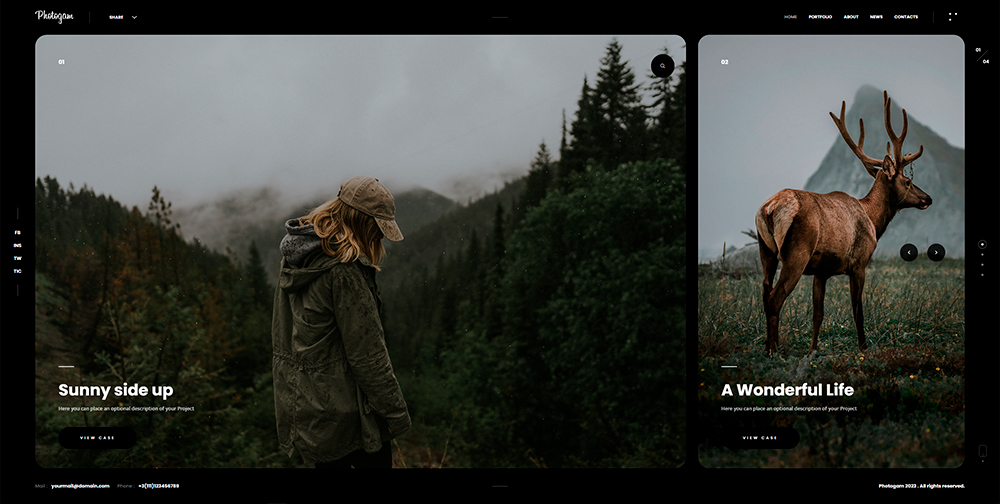 Photogam
SHARE
HOME PORTFOLIO ABOUT NEWS CONTACTS
01
02
01
04
FB
INS
TW
TIC
Sunny side up
Here you can place an optional description of your Project
VIEW CASE
A Wonderful Life
Here you can place an optional description of your Project
VIEW CASE
Mail: yourmail@domain.com Phone: +3(111)123456789
Photogam 2023 . All rights reserved.